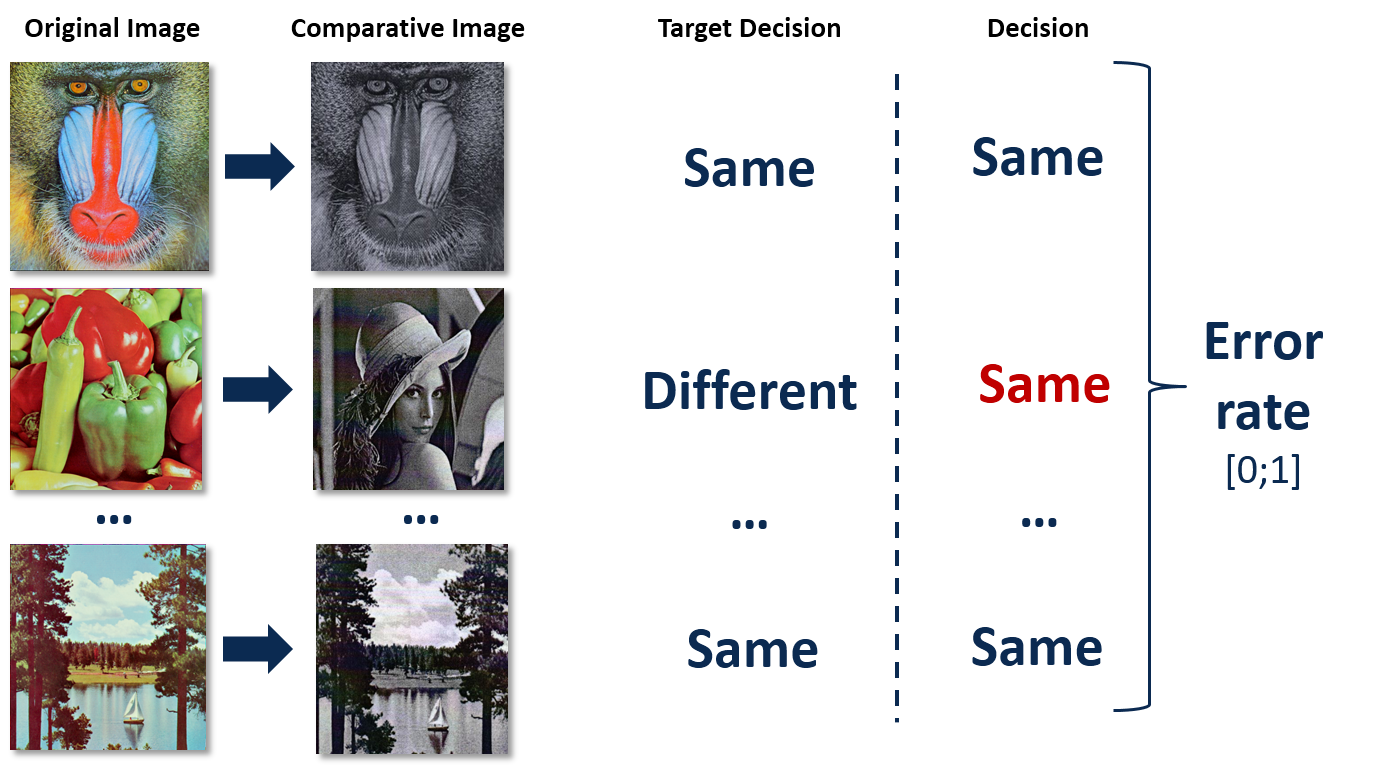 Original Image
Comparative Image
Target Decision
Decision
Same
Same
Different
Same
Error
rate
[0;1]
...
...
...
...
Same
Same